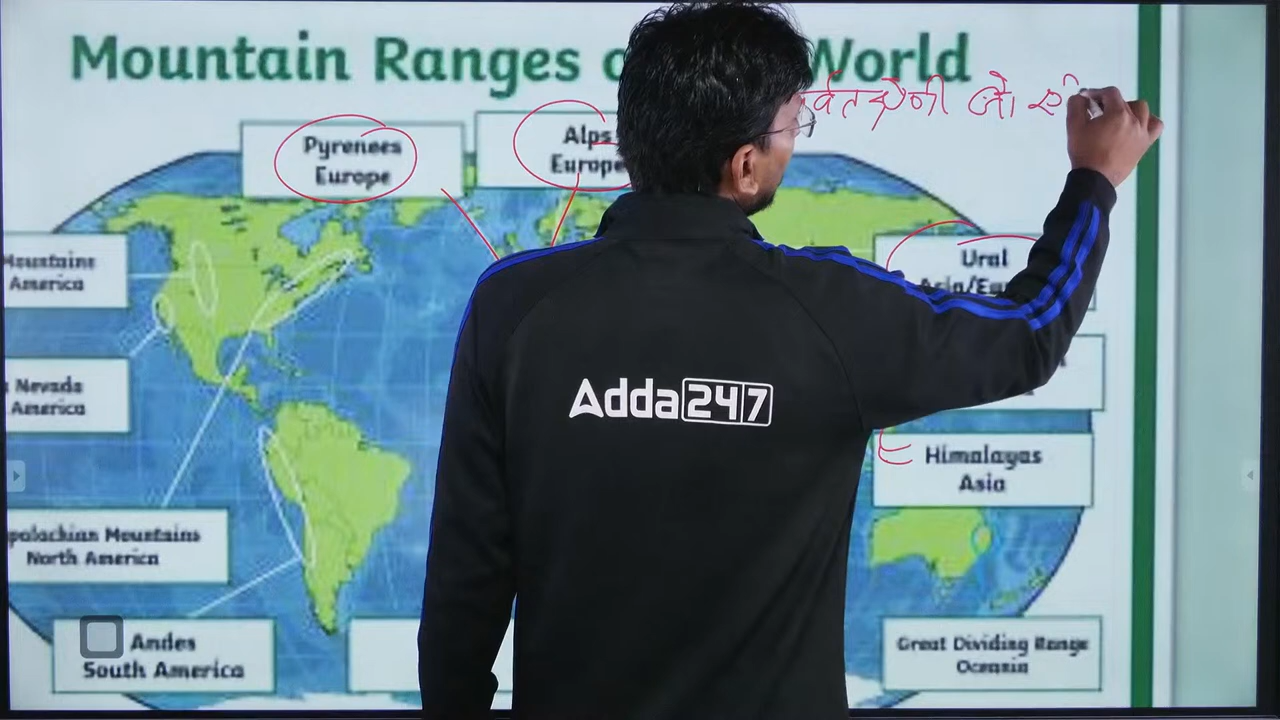 Mountain Ranges World
र्वतश्रेणी जो
Pyrenees
Europe
Alps
Europe
Mountains
America
Ural
Asia/
Nevada
America
Adda247
Himalayas
Asia
palachian Mountains
North America
Andes
South America
Great Dividing Range
Oceania